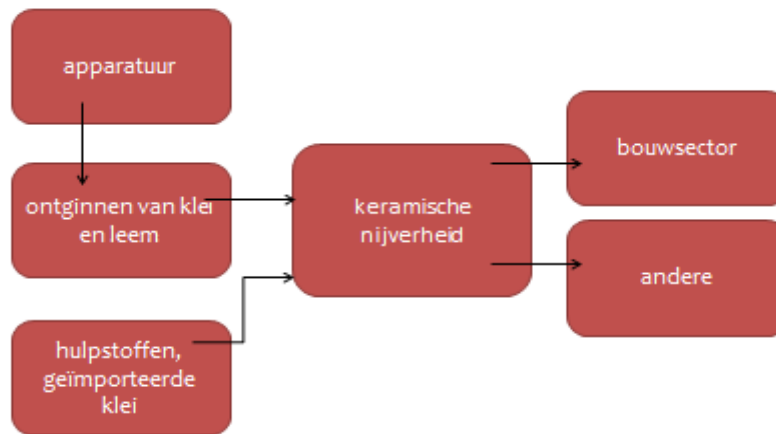 apparatuur
ontginnen van klei
en leem
hulpstoffen,
geïmporteerde
klei
keramische
nijverheid
bouwsector
andere